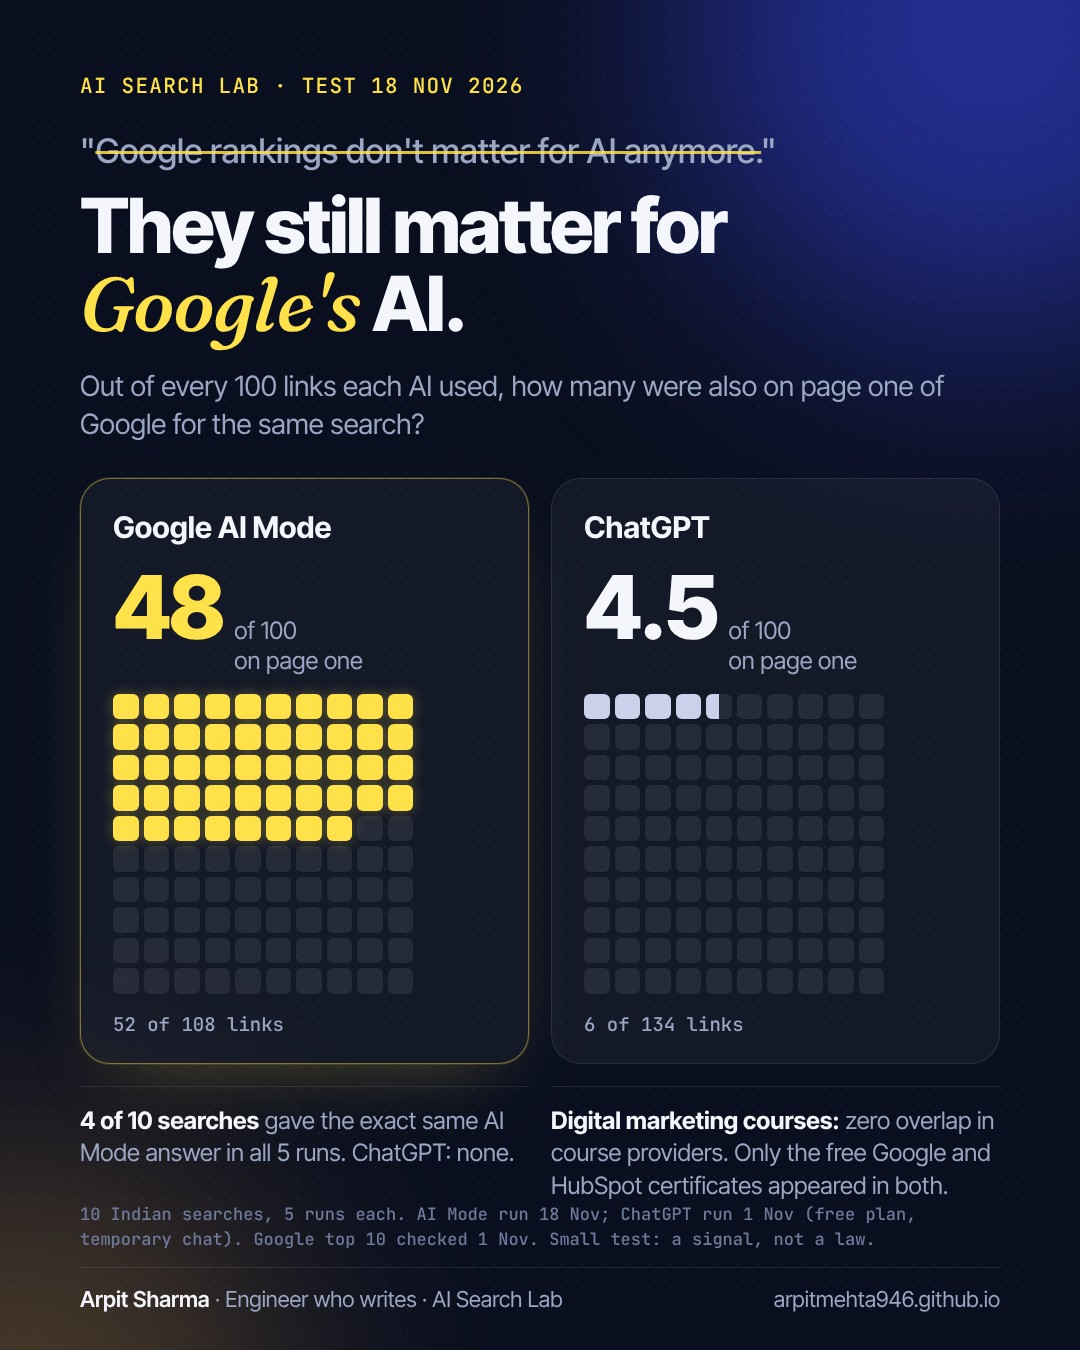 AI SEARCH LAB · TEST 18 NOV 2026
"Google rankings don't matter for AI anymore."
They still matter for
Google's AI.
Out of every 100 links each AI used, how many were also on page one of
Google for the same search?
Google AI Mode
48 of 100
on page one
52 of 108 links
ChatGPT
4.5 of 100
on page one
6 of 134 links
4 of 10 searches gave the exact same AI
Mode answer in all 5 runs. ChatGPT: none.
Digital marketing courses: zero overlap in
course providers. Only the free Google and
HubSpot certificates appeared in both.
10 Indian searches, 5 runs each. AI Mode run 18 Nov; ChatGPT run 1 Nov (free plan,
temporary chat). Google top 10 checked 1 Nov. Small test: a signal, not a law.
Arpit Sharma · Engineer who writes · AI Search Lab
arpitmehta946.github.io